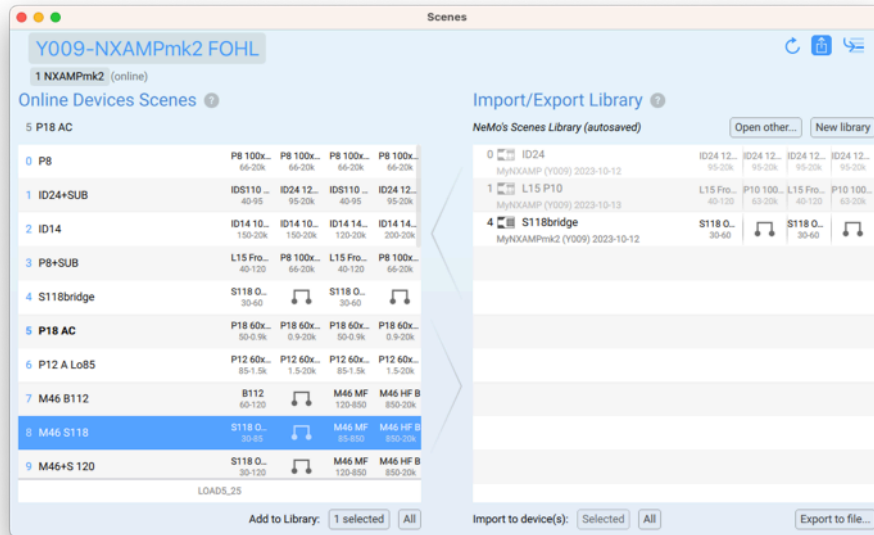 Scenes
Y009-NXAMPmk2 FOHL
1 NXAMPmk2 (online)
Online Devices Scenes ?
5 P18 AC
0 P8 P8 100x... P8 100x... P8 100x... P8 100x...
66-20k 66-20k 66-20k 66-20k
1 ID24+SUB IDS110 ... ID24 12... IDS110 ... ID24 12...
40-95 95-20k 40-95 95-20k
2 ID14 ID14 10... ID14 10... ID14 14... ID14 14...
150-20k 150-20k 120-20k 200-20k
3 P8+SUB L15 Fro... P8 100x... L15 Fro... P8 100x...
40-120 66-20k 40-120 66-20k
4 S118bridge S118 O... S118 O...
30-60 30-60
5 P18 AC P18 60x... P18 60x... P18 60x... P18 60x...
50-0.9k 0.9-20k 50-0.9k 0.9-20k
6 P12 A Lo85 P12 60x... P12 60x... P12 60x... P12 60x...
85-1.5k 1.5-20k 85-1.5k 1.5-20k
7 M46 B112 B112 M46 MF M46 HF B
60-120 120-850 850-20k
8 M46 S118 S118 O... M46 MF M46 HF B
30-85 85-850 850-20k
9 M46+S 120 S118 O... M46 MF M46 HF B
30-120 120-850 850-20k
LOAD5_25
Add to Library: 1 selected All
Import/Export Library ?
NeMo's Scenes Library (autosaved) Open other... New library
0 ID24 ID24 12... ID24 12... ID24 12... ID24 12...
MyNXAMP (Y009) 2023-10-12 95-20k 95-20k 95-20k 95-20k
1 L15 P10 L15 Fro... P10 100... L15 Fro... P10 100...
MyNXAMP (Y009) 2023-10-13 40-120 63-20k 40-120 63-20k
4 S118bridge S118 O... S118 O...
MyNXAMPmk2 (Y009) 2023-10-12 30-60 30-60
Import to device(s): Selected All Export to file...